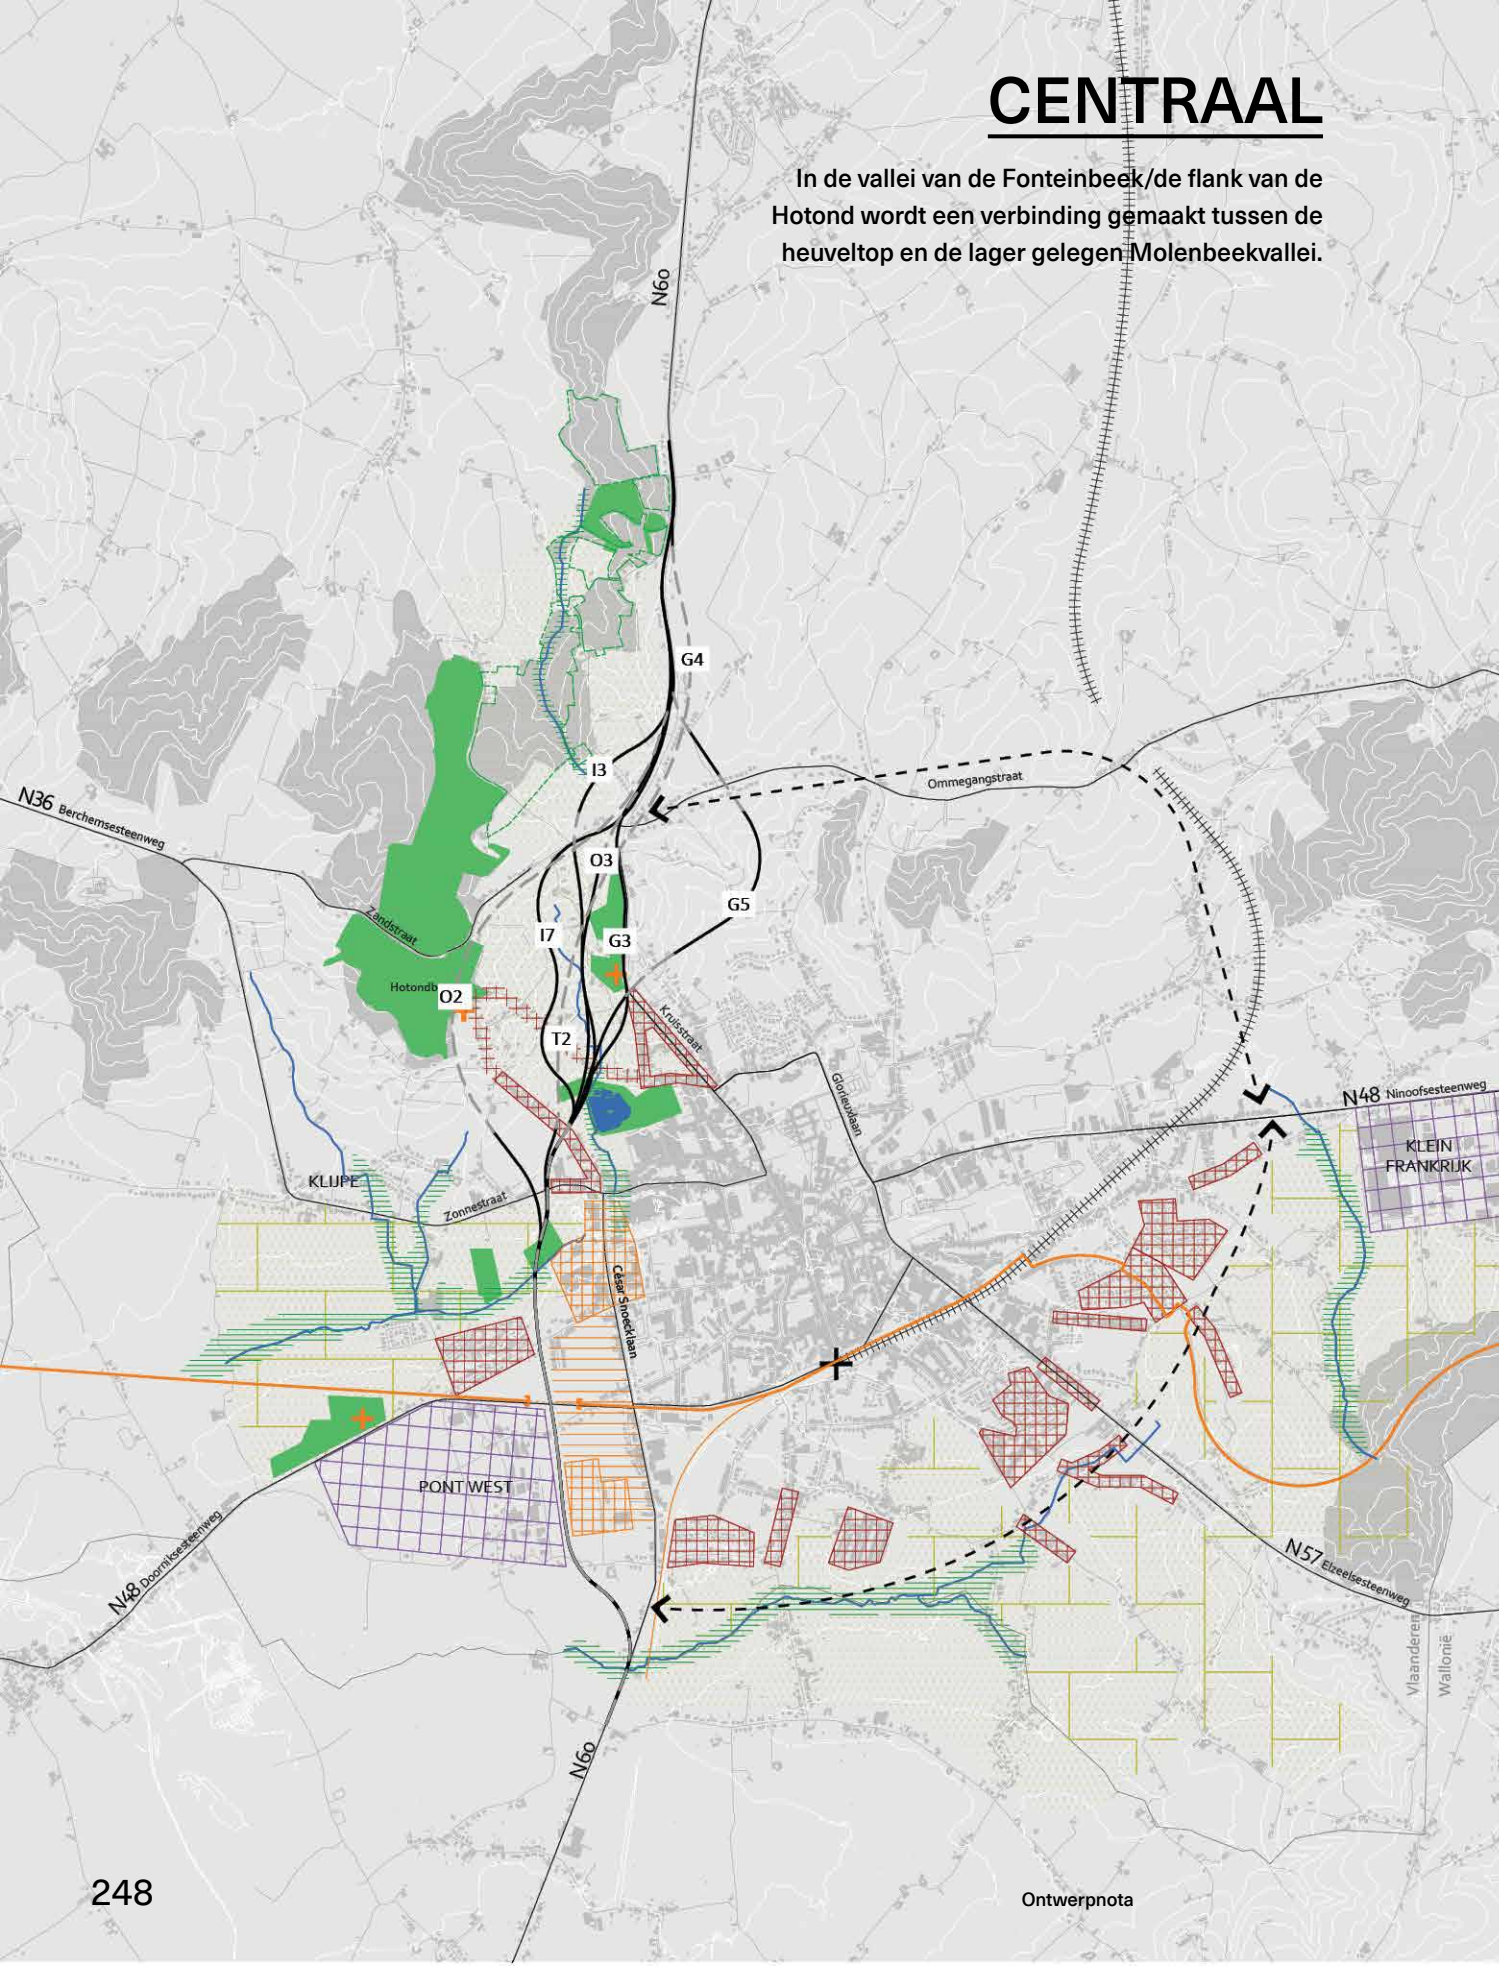 CENTRAAL
In de vallei van de Fonteinbeek/de flank van de
Hotond wordt een verbinding gemaakt tussen de
heuveltop en de lager gelegen Molenbeekvallei.
N60
G4
I3
Ommegangstraat
N36 Berchemsesteenweg
O3
G5
Zandstraat
I7
G3
Hotondb
O2
Kruisstraat
T2
Glorieuxlaan
N48 Ninoofsesteenweg
KLEIN
FRANKRIJK
KLIJPE
Zonnestraat
César Snoecklaan
PONT WEST
N48 Doorniksesteenweg
N57 Elzeelsesteenweg
Vlaanderen
Wallonië
N60
248
Ontwerpnota